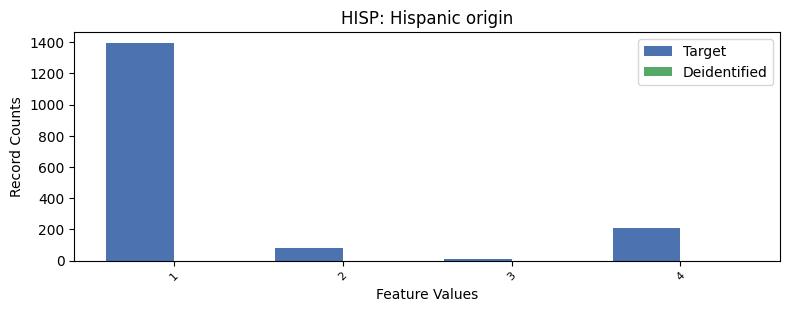 HISP: Hispanic origin
Target
Deidentified
1400
1200
1000
800
600
400
200
0
Record Counts
1
2
3
4
Feature Values